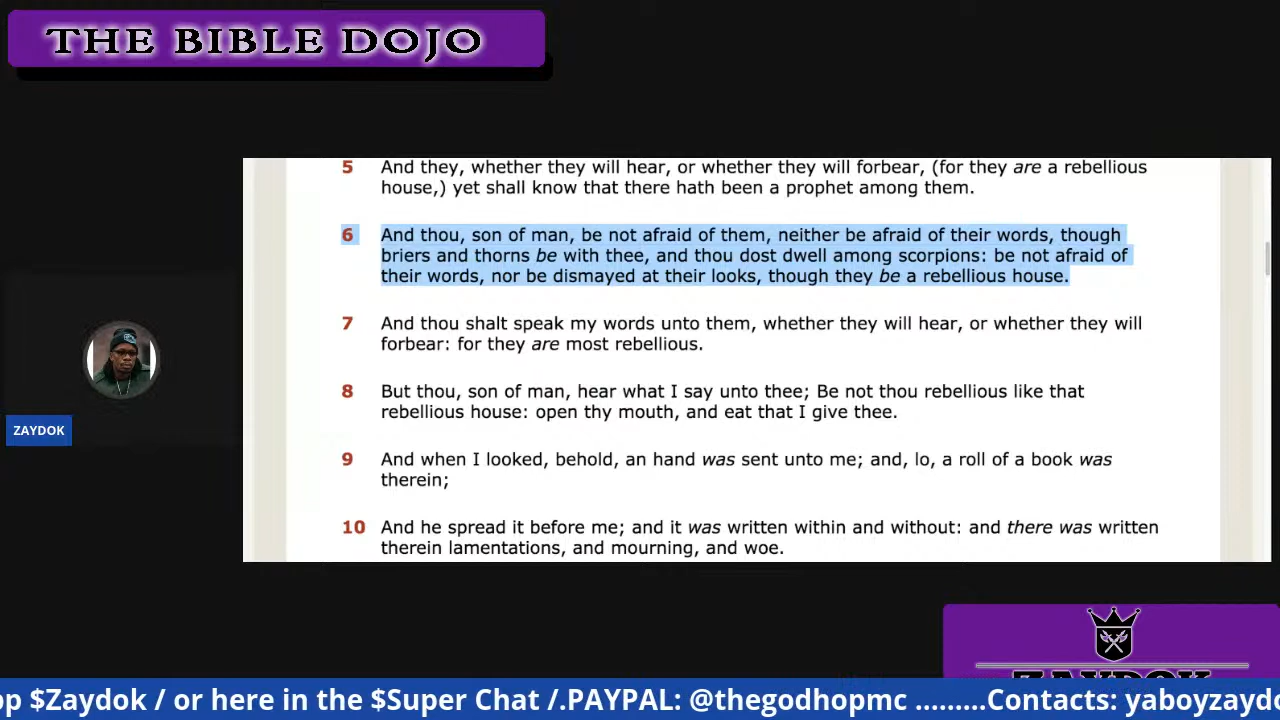 THE BIBLE DOJO
5 And they, whether they will hear, or whether they will forbear, (for they are a rebellious
house,) yet shall know that there hath been a prophet among them.
6 And thou, son of man, be not afraid of them, neither be afraid of their words, though
briers and thorns be with thee, and thou dost dwell among scorpions: be not afraid of
their words, nor be dismayed at their looks, though they be a rebellious house.
7 And thou shalt speak my words unto them, whether they will hear, or whether they will
forbear: for they are most rebellious.
8 But thou, son of man, hear what I say unto thee; Be not thou rebellious like that
rebellious house: open thy mouth, and eat that I give thee.
9 And when I looked, behold, an hand was sent unto me; and, lo, a roll of a book was
therein;
10 And he spread it before me; and it was written within and without: and there was written
therein lamentations, and mourning, and woe.
ZAYDOK
ZAYDOK
$Zaydok / or here in the $Super Chat /.PAYPAL: @thegodhopmc .........Contacts: